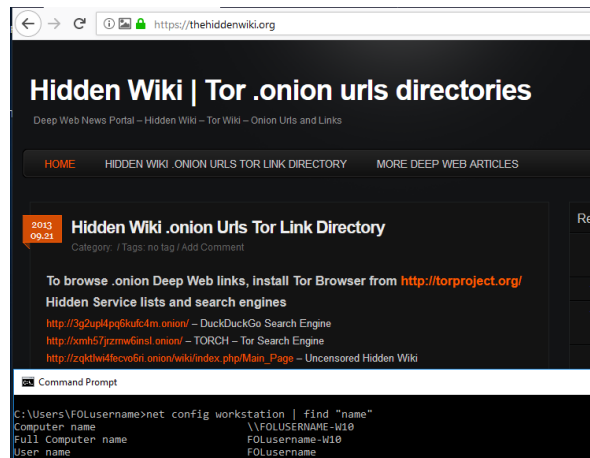 https://thehiddenwiki.org
Hidden Wiki | Tor .onion urls directories
Deep Web News Portal – Hidden Wiki – Tor Wiki – Onion Urls and Links
HOME HIDDEN WIKI .ONION URLS TOR LINK DIRECTORY MORE DEEP WEB ARTICLES
2013
09.21
Hidden Wiki .onion Urls Tor Link Directory
Category: / Tags: no tag / Add Comment
Re
To browse .onion Deep Web links, install Tor Browser from http://torproject.org/
Hidden Service lists and search engines
http://3g2upl4pq6kufc4m.onion/ – DuckDuckGo Search Engine
http://xmh57jrzrnw6insl.onion/ – TORCH – Tor Search Engine
http://zqktlwi4fecvo6ri.onion/wiki/index.php/Main_Page – Uncensored Hidden Wiki
Command Prompt
C:\Users\FOLusername>net config workstation | find "name"
Computer name \\FOLUSERNAME-W10
Full Computer name FOLusername-W10
User name FOLusername